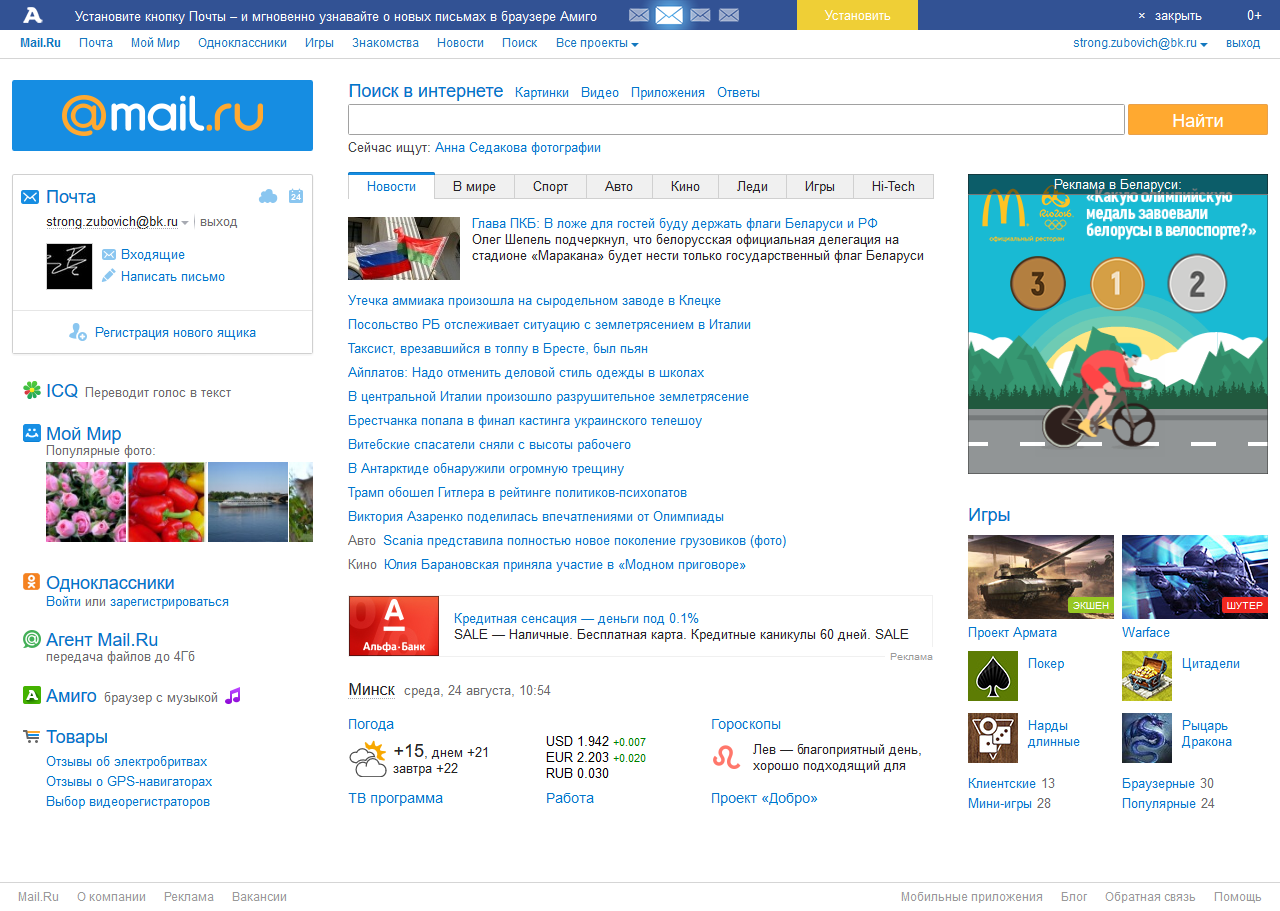 Установите кнопку Почты – и мгновенно узнавайте о новых письмах в браузере Амиго
Установить
× закрыть
0+
Mail.Ru Почта Мой Мир Одноклассники Игры Знакомства Новости Поиск Все проекты
strong.zubovich@bk.ru выход
@mail.ru
Почта
24
strong.zubovich@bk.ru выход
Входящие
Написать письмо
Регистрация нового ящика
ICQ Переводит голос в текст
Мой Мир
Популярные фото:
Одноклассники
Войти или зарегистрироваться
Агент Mail.Ru
передача файлов до 4Гб
Амиго браузер с музыкой
Товары
Отзывы об электробритвах
Отзывы о GPS-навигаторах
Выбор видеорегистраторов
Поиск в интернете Картинки Видео Приложения Ответы
Найти
Сейчас ищут: Анна Седакова фотографии
Новости В мире Спорт Авто Кино Леди Игры Hi-Tech
Глава ПКБ: В ложе для гостей буду держать флаги Беларуси и РФ
Олег Шепель подчеркнул, что белорусская официальная делегация на
стадионе «Маракана» будет нести только государственный флаг Беларуси
Утечка аммиака произошла на сыродельном заводе в Клецке
Посольство РБ отслеживает ситуацию с землетрясением в Италии
Таксист, врезавшийся в толпу в Бресте, был пьян
Айплатов: Надо отменить деловой стиль одежды в школах
В центральной Италии произошло разрушительное землетрясение
Брестчанка попала в финал кастинга украинского телешоу
Витебские спасатели сняли с высоты рабочего
В Антарктиде обнаружили огромную трещину
Трамп обошел Гитлера в рейтинге политиков-психопатов
Виктория Азаренко поделилась впечатлениями от Олимпиады
Авто Scania представила полностью новое поколение грузовиков (фото)
Кино Юлия Барановская приняла участие в «Модном приговоре»
А
Альфа·Банк
Кредитная сенсация — деньги под 0.1%
SALE — Наличные. Бесплатная карта. Кредитные каникулы 60 дней. SALE
Реклама
Минск среда, 24 августа, 10:54
Погода
+15, днем +21
завтра +22
USD 1.942 +0.007
EUR 2.203 +0.020
RUB 0.030
Гороскопы
Лев — благоприятный день,
хорошо подходящий для
ТВ программа Работа Проект «Добро»
Реклама в Беларуси:
официальный ресторан
Rio2016
«Какую олимпийскую
медаль завоевали
белорусы в велоспорте?»
3 1 2
Игры
ЭКШЕН
ШУТЕР
Проект Армата Warface
Покер Цитадели
Нарды
длинные
Рыцарь
Дракона
Клиентские 13 Браузерные 30
Мини-игры 28 Популярные 24
Mail.Ru О компании Реклама Вакансии
Мобильные приложения Блог Обратная связь Помощь